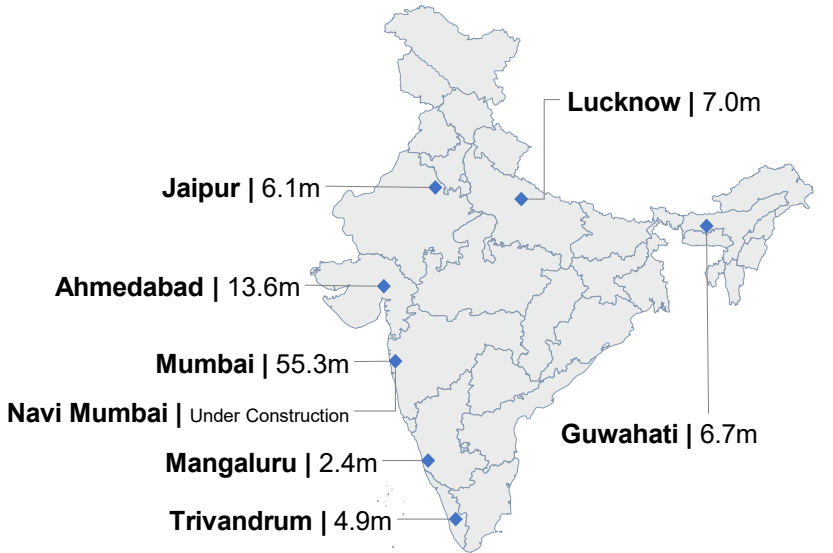 Lucknow | 7.0m
Jaipur | 6.1m
Ahmedabad | 13.6m
Mumbai | 55.3m
Navi Mumbai | Under Construction
Guwahati | 6.7m
Mangaluru | 2.4m
Trivandrum | 4.9m